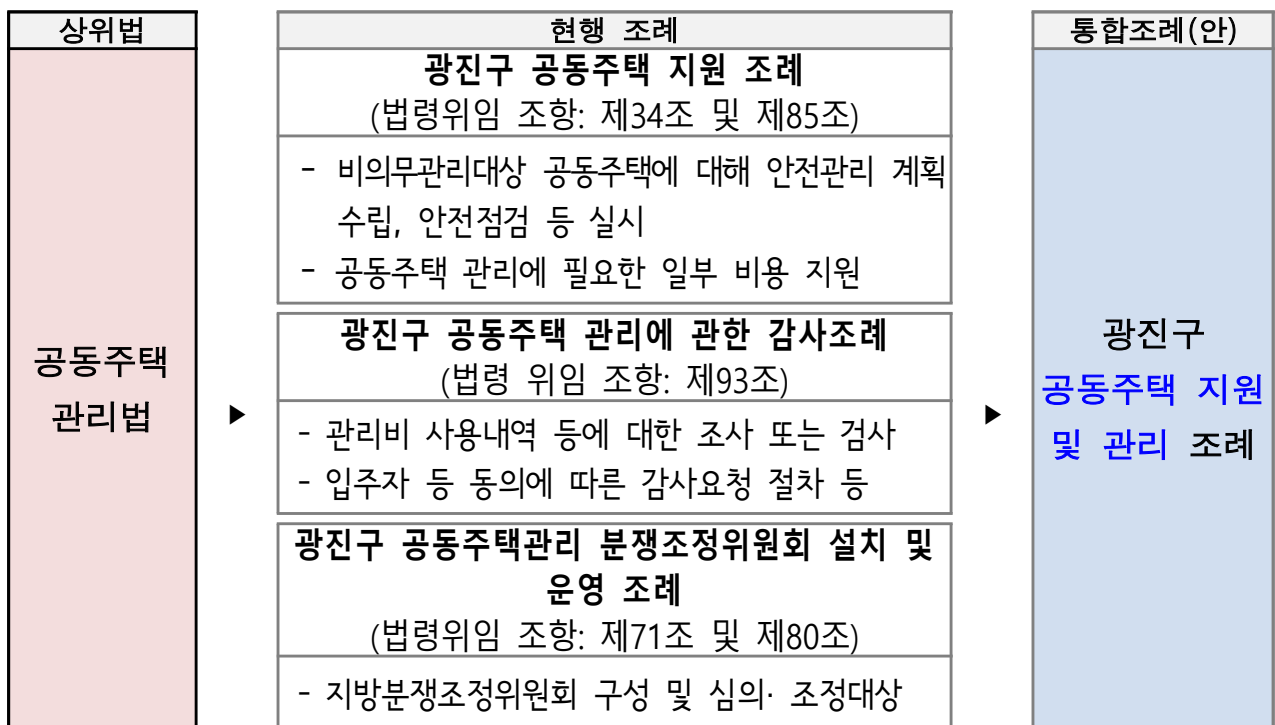 상위법
공동주택
관리법
▶
현행 조례
광진구 공동주택 지원 조례
(법령위임 조항: 제34조 및 제85조)
- 비의무관리대상 공동주택에 대해 안전관리 계획
수립, 안전점검 등 실시
- 공동주택 관리에 필요한 일부 비용 지원
광진구 공동주택 관리에 관한 감사조례
(법령 위임 조항: 제93조)
- 관리비 사용내역 등에 대한 조사 또는 검사
- 입주자 등 동의에 따른 감사요청 절차 등
광진구 공동주택관리 분쟁조정위원회 설치 및
운영 조례
(법령위임 조항: 제71조 및 제80조)
- 지방분쟁조정위원회 구성 및 심의· 조정대상
▶
통합조례(안)
광진구
공동주택 지원
및 관리 조례